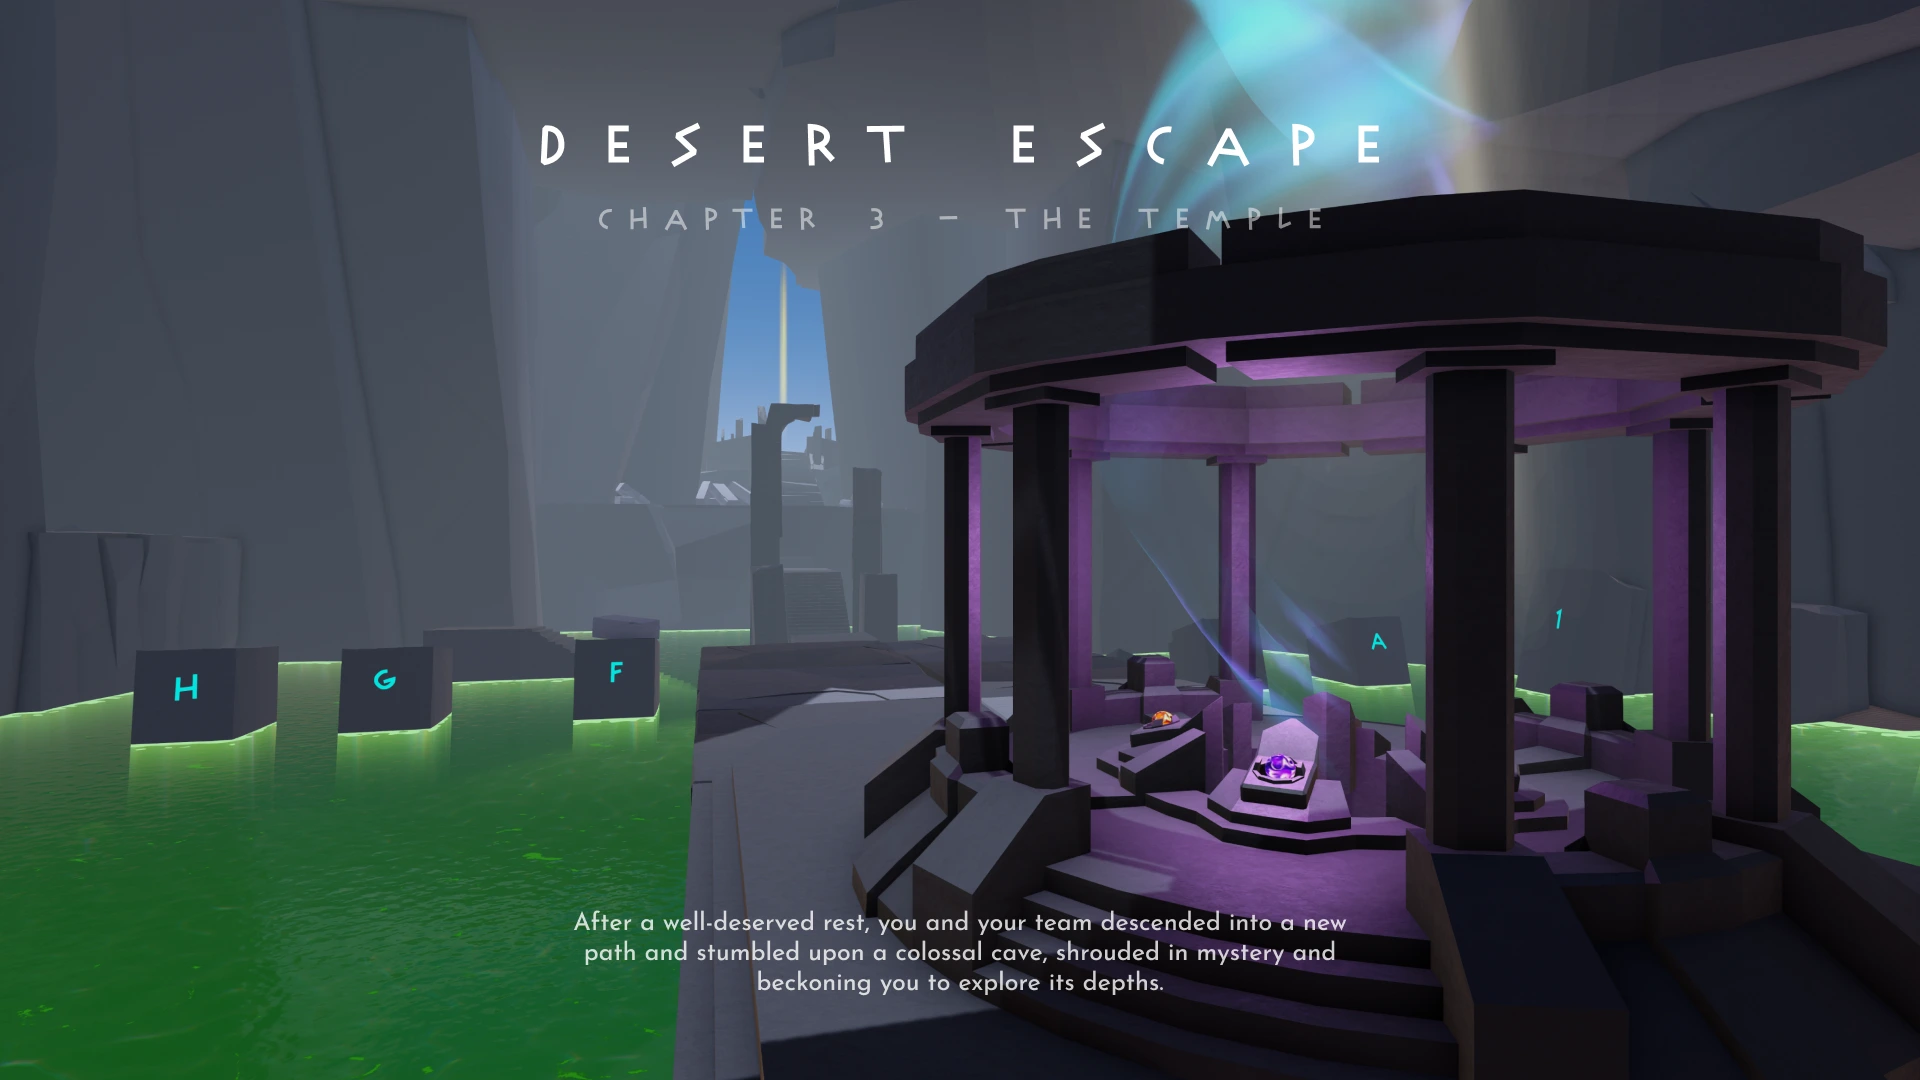 DESERT ESCAPE
CHAPTER 3 - THE TEMPLE
H
G
F
A
1
After a well-deserved rest, you and your team descended into a new
path and stumbled upon a colossal cave, shrouded in mystery and
beckoning you to explore its depths.